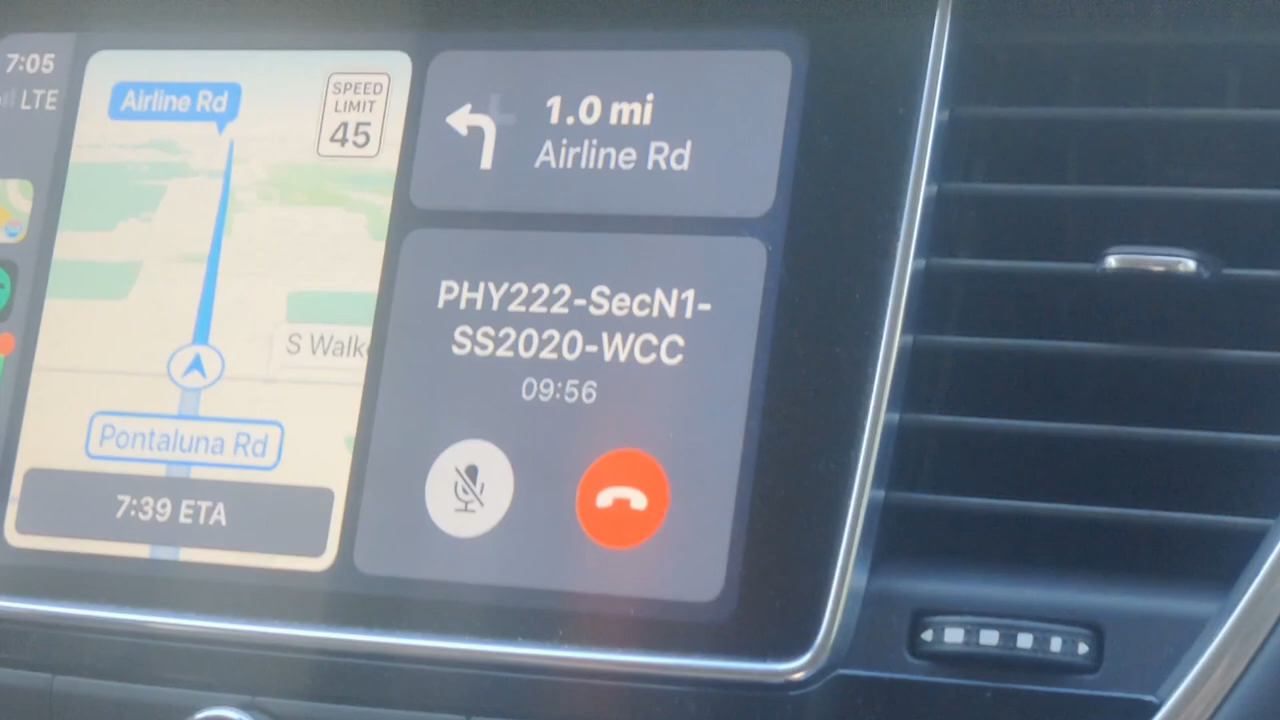 7:05
LTE
Airline Rd
SPEED
LIMIT
45
S Walk
Pontaluna Rd
7:39 ETA
1.0 mi
Airline Rd
PHY222-SecN1-
SS2020-WCC
09:56